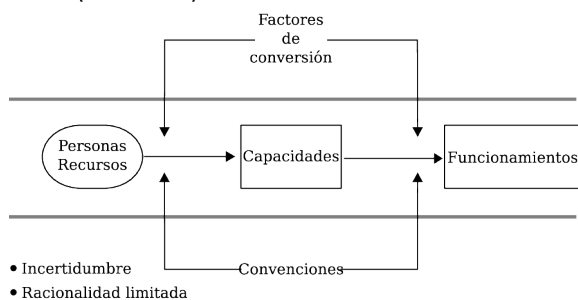 Factores
de
conversión
Personas
Recursos
Capacidades
Funcionamientos
• Incertidumbre
Convenciones
• Racionalidad limitada